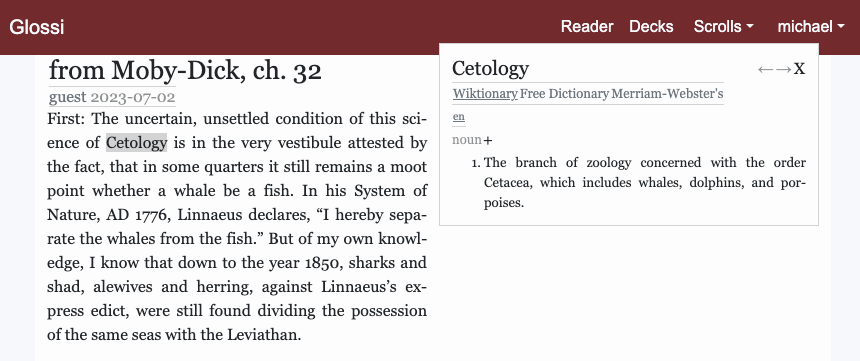 Glossi
Reader Decks Scrolls michael
from Moby-Dick, ch. 32
guest 2023-07-02
First: The uncertain, unsettled condition of this sci-
ence of Cetology is in the very vestibule attested by
the fact, that in some quarters it still remains a moot
point whether a whale be a fish. In his System of
Nature, AD 1776, Linnaeus declares, “I hereby sepa-
rate the whales from the fish.” But of my own knowl-
edge, I know that down to the year 1850, sharks and
shad, alewives and herring, against Linnaeus’s ex-
press edict, were still found dividing the possession
of the same seas with the Leviathan.
Cetology ←→X
Wiktionary Free Dictionary Merriam-Webster's
en
noun+
1. The branch of zoology concerned with the order
Cetacea, which includes whales, dolphins, and por-
poises.